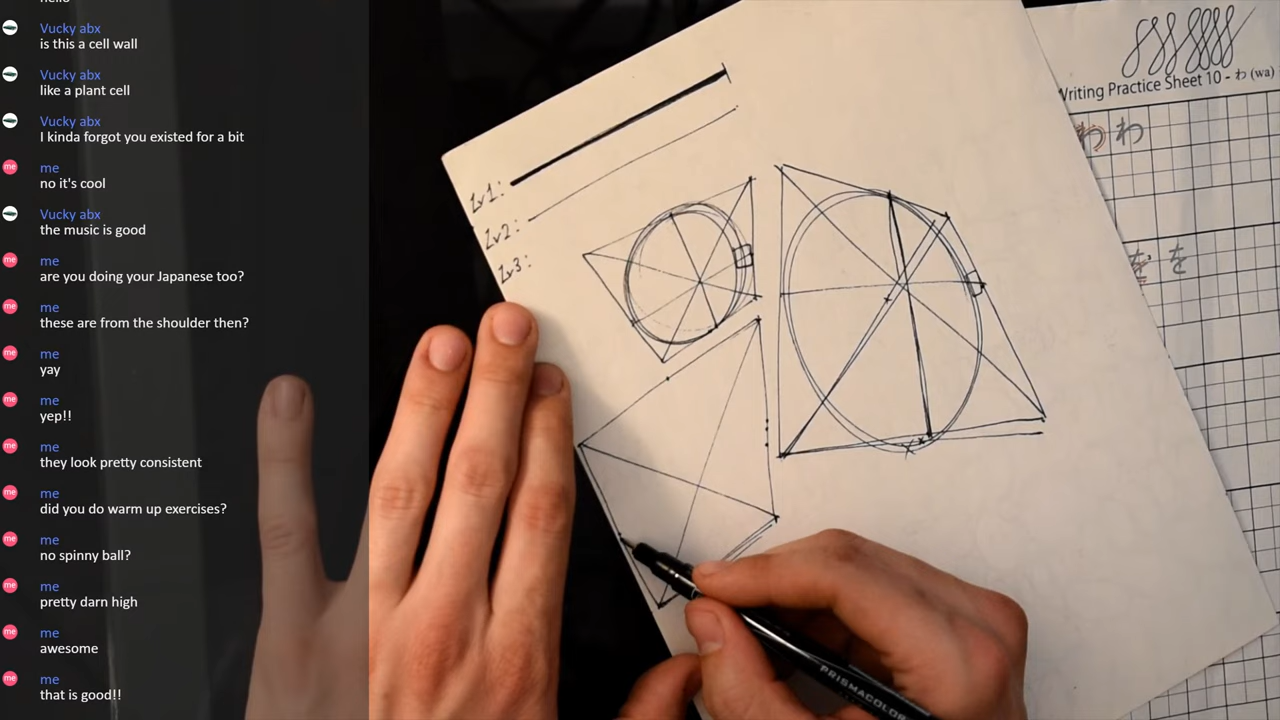 hello
Vucky abx
is this a cell wall
Vucky abx
like a plant cell
Vucky abx
I kinda forgot you existed for a bit
me
no it's cool
Vucky abx
the music is good
me
are you doing your Japanese too?
me
these are from the shoulder then?
me
yay
me
yep!!
me
they look pretty consistent
me
did you do warm up exercises?
me
no spinny ball?
me
pretty darn high
me
awesome
me
that is good!!
Lv1:
Lv2:
Lv3:
PRISMACOLOR
Writing Practice Sheet 10 - わ (wa)
わ わ
を を